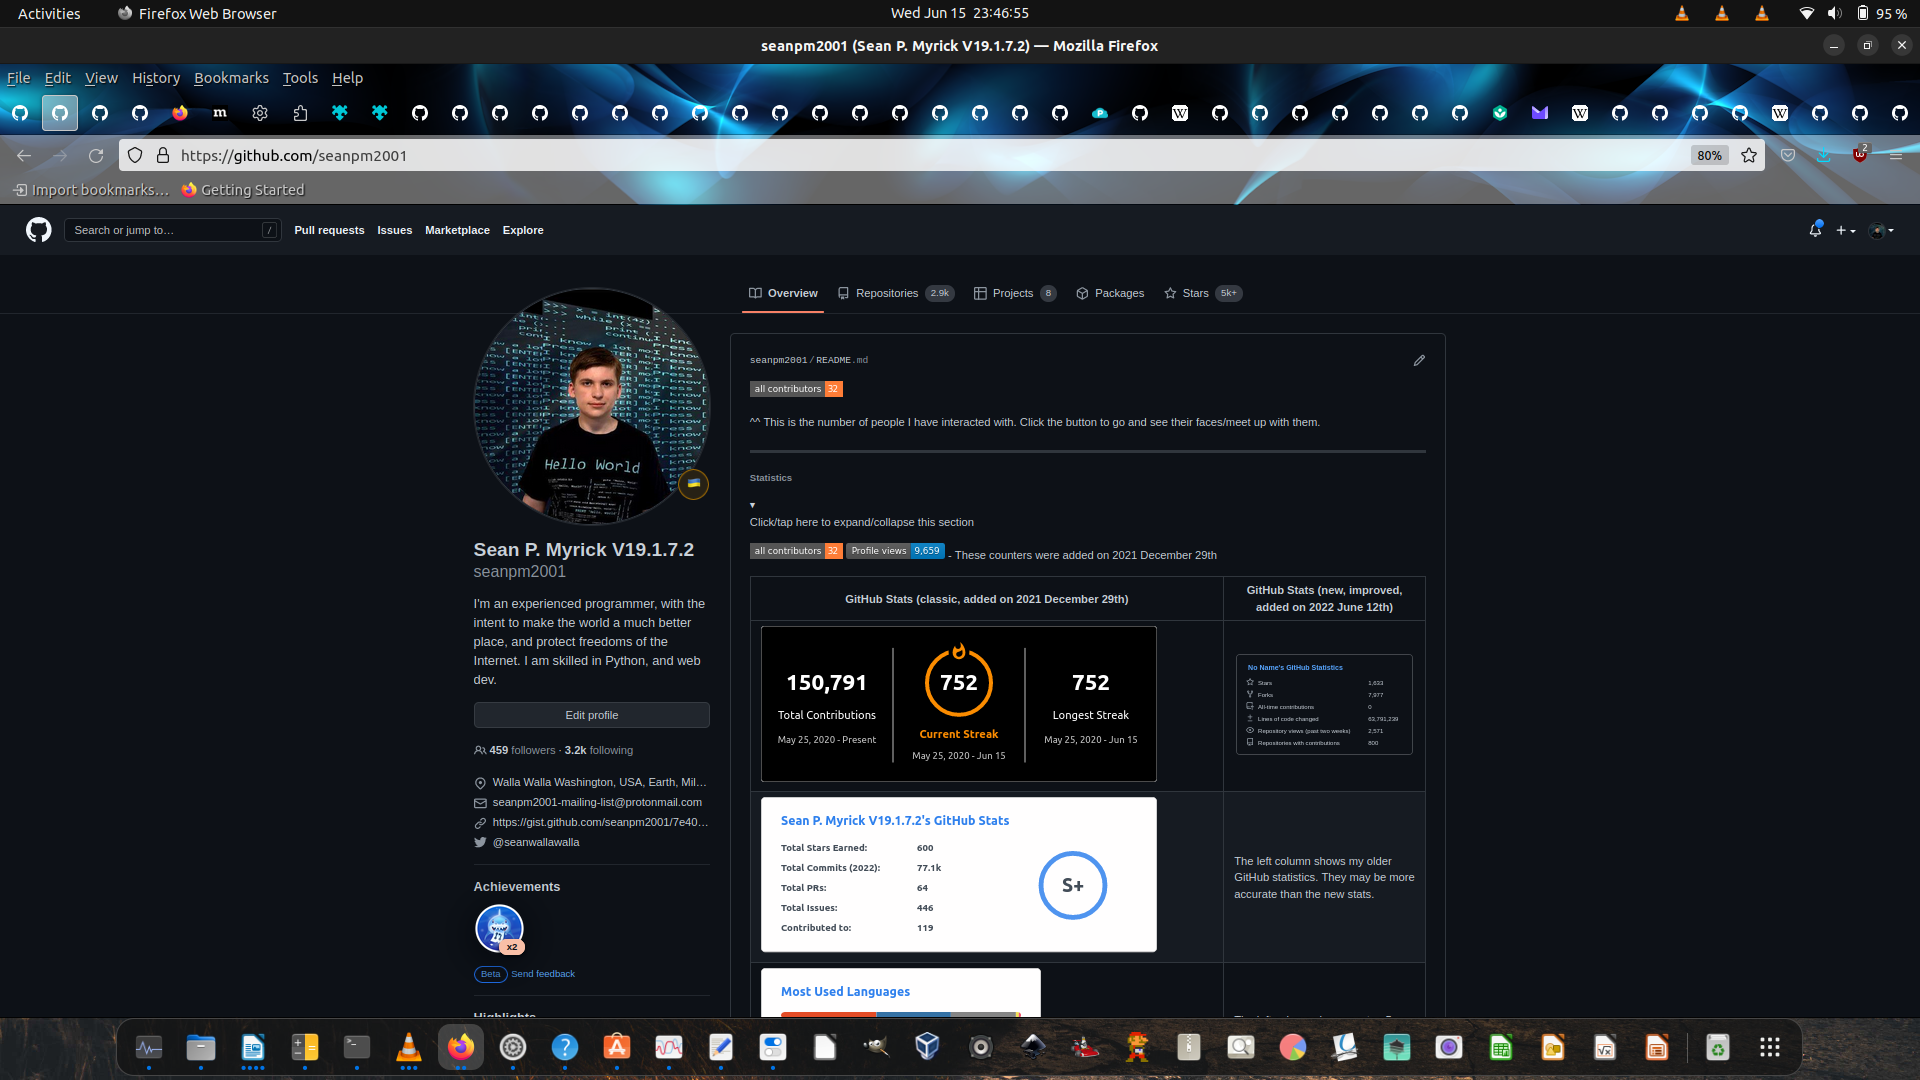 Activities
Firefox Web Browser
Wed Jun 15 23:46:55
95 %
seanpm2001 (Sean P. Myrick V19.1.7.2) — Mozilla Firefox
File Edit View History Bookmarks Tools Help
https://github.com/seanpm2001
80%
2
Import bookmarks…
Getting Started
Search or jump to…
/
Pull requests
Issues
Marketplace
Explore
Overview
Repositories 2.9k
Projects 8
Packages
Stars 5k+
Hello World
Sean P. Myrick V19.1.7.2
seanpm2001
I'm an experienced programmer, with the
intent to make the world a much better
place, and protect freedoms of the
Internet. I am skilled in Python, and web
dev.
Edit profile
459 followers · 3.2k following
Walla Walla Washington, USA, Earth, Mil…
seanpm2001-mailing-list@protonmail.com
https://gist.github.com/seanpm2001/7e40…
@seanwallawalla
Achievements
x2
Beta Send feedback
Highlights
seanpm2001/README.md
all contributors 32
^^ This is the number of people I have interacted with. Click the button to go and see their faces/meet up with them.
Statistics
Click/tap here to expand/collapse this section
all contributors 32 Profile views 9,659 - These counters were added on 2021 December 29th
GitHub Stats (classic, added on 2021 December 29th)
GitHub Stats (new, improved,
added on 2022 June 12th)
150,791
Total Contributions
May 25, 2020 - Present
752
Current Streak
May 25, 2020 - Jun 15
752
Longest Streak
May 25, 2020 - Jun 15
No Name's GitHub Statistics
Stars 1,633
Forks 7,977
All-time contributions 0
Lines of code changed 63,791,239
Repository views (past two weeks) 2,571
Repositories with contributions 800
Sean P. Myrick V19.1.7.2's GitHub Stats
Total Stars Earned: 600
Total Commits (2022): 77.1k
Total PRs: 64
Total Issues: 446
Contributed to: 119
S+
The left column shows my older
GitHub statistics. They may be more
accurate than the new stats.
Most Used Languages